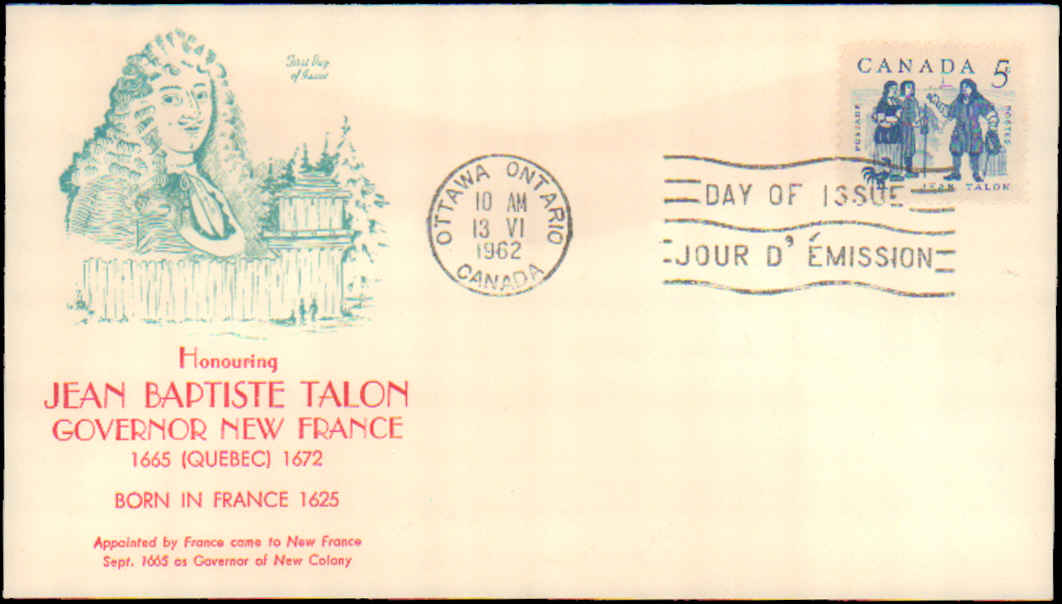 First Day
of Issue
CANADA 5¢
POSTAGE
POSTES
JEAN TALON
OTTAWA ONTARIO
10 AM
13 VI
1962
CANADA
DAY OF ISSUE
JOUR D'ÉMISSION
Honouring
JEAN BAPTISTE TALON
GOVERNOR NEW FRANCE
1665 (QUEBEC) 1672
BORN IN FRANCE 1625
Appointed by France came to New France
Sept. 1665 as Governor of New Colony